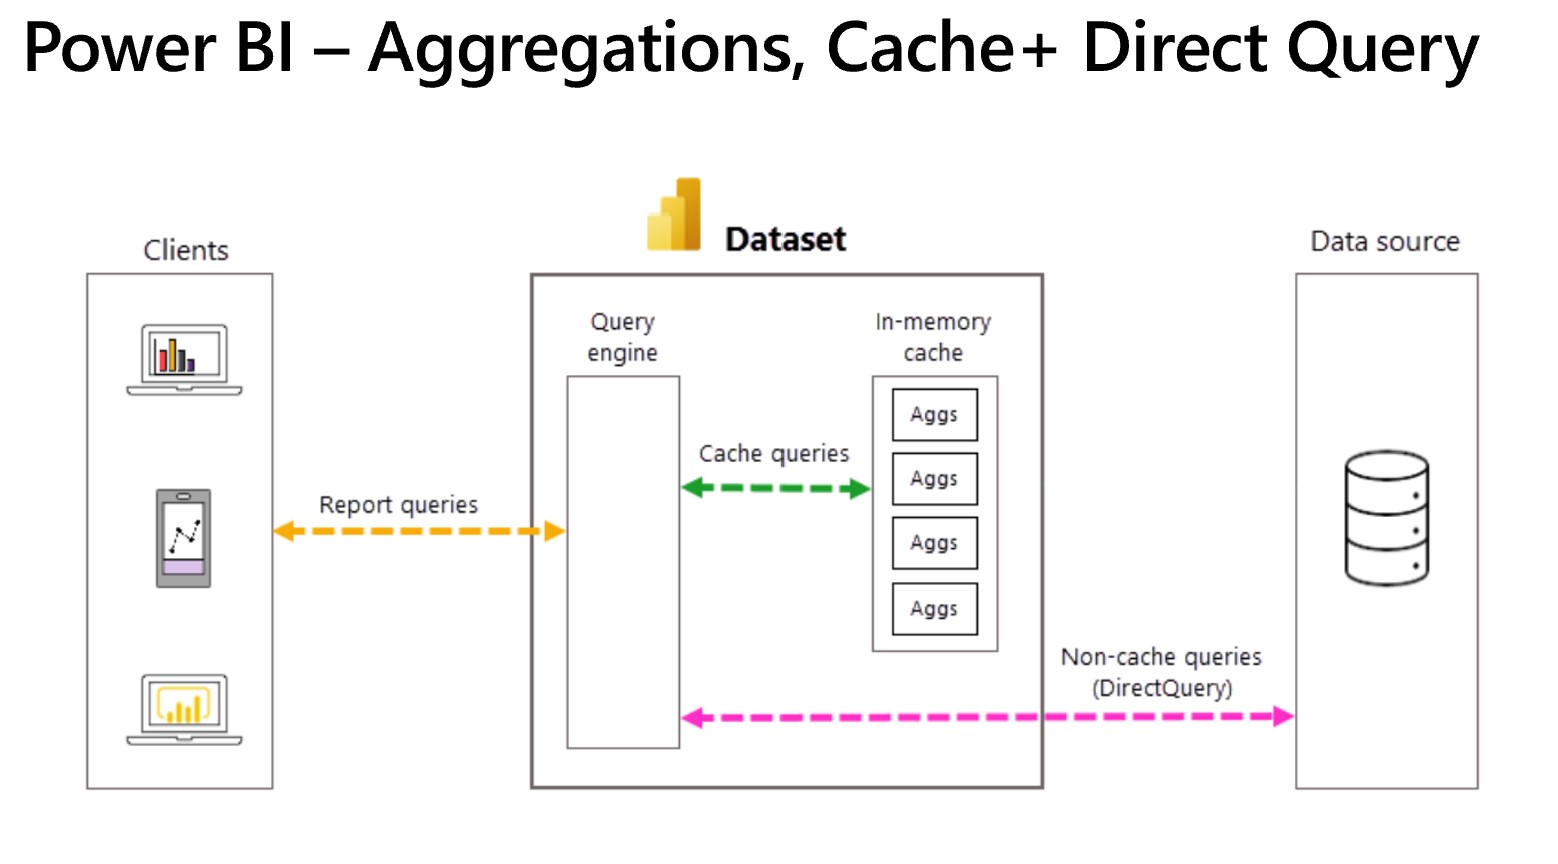 Power BI – Aggregations, Cache+ Direct Query
Dataset
Clients
Data source
Query
engine
In-memory
cache
Aggs
Cache queries
Aggs
Report queries
Aggs
Aggs
Non-cache queries
(DirectQuery)